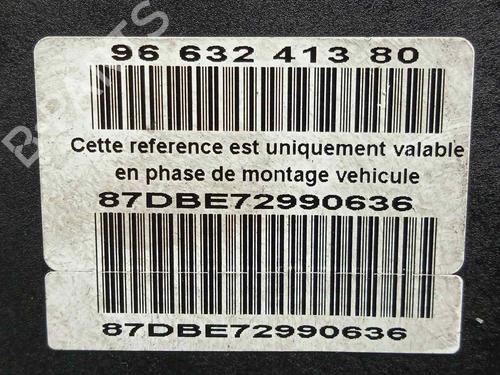 96 632 413 80
Cette reference est uniquement valable
en phase de montage vehicule
87DBE72990636
87DBE72990636